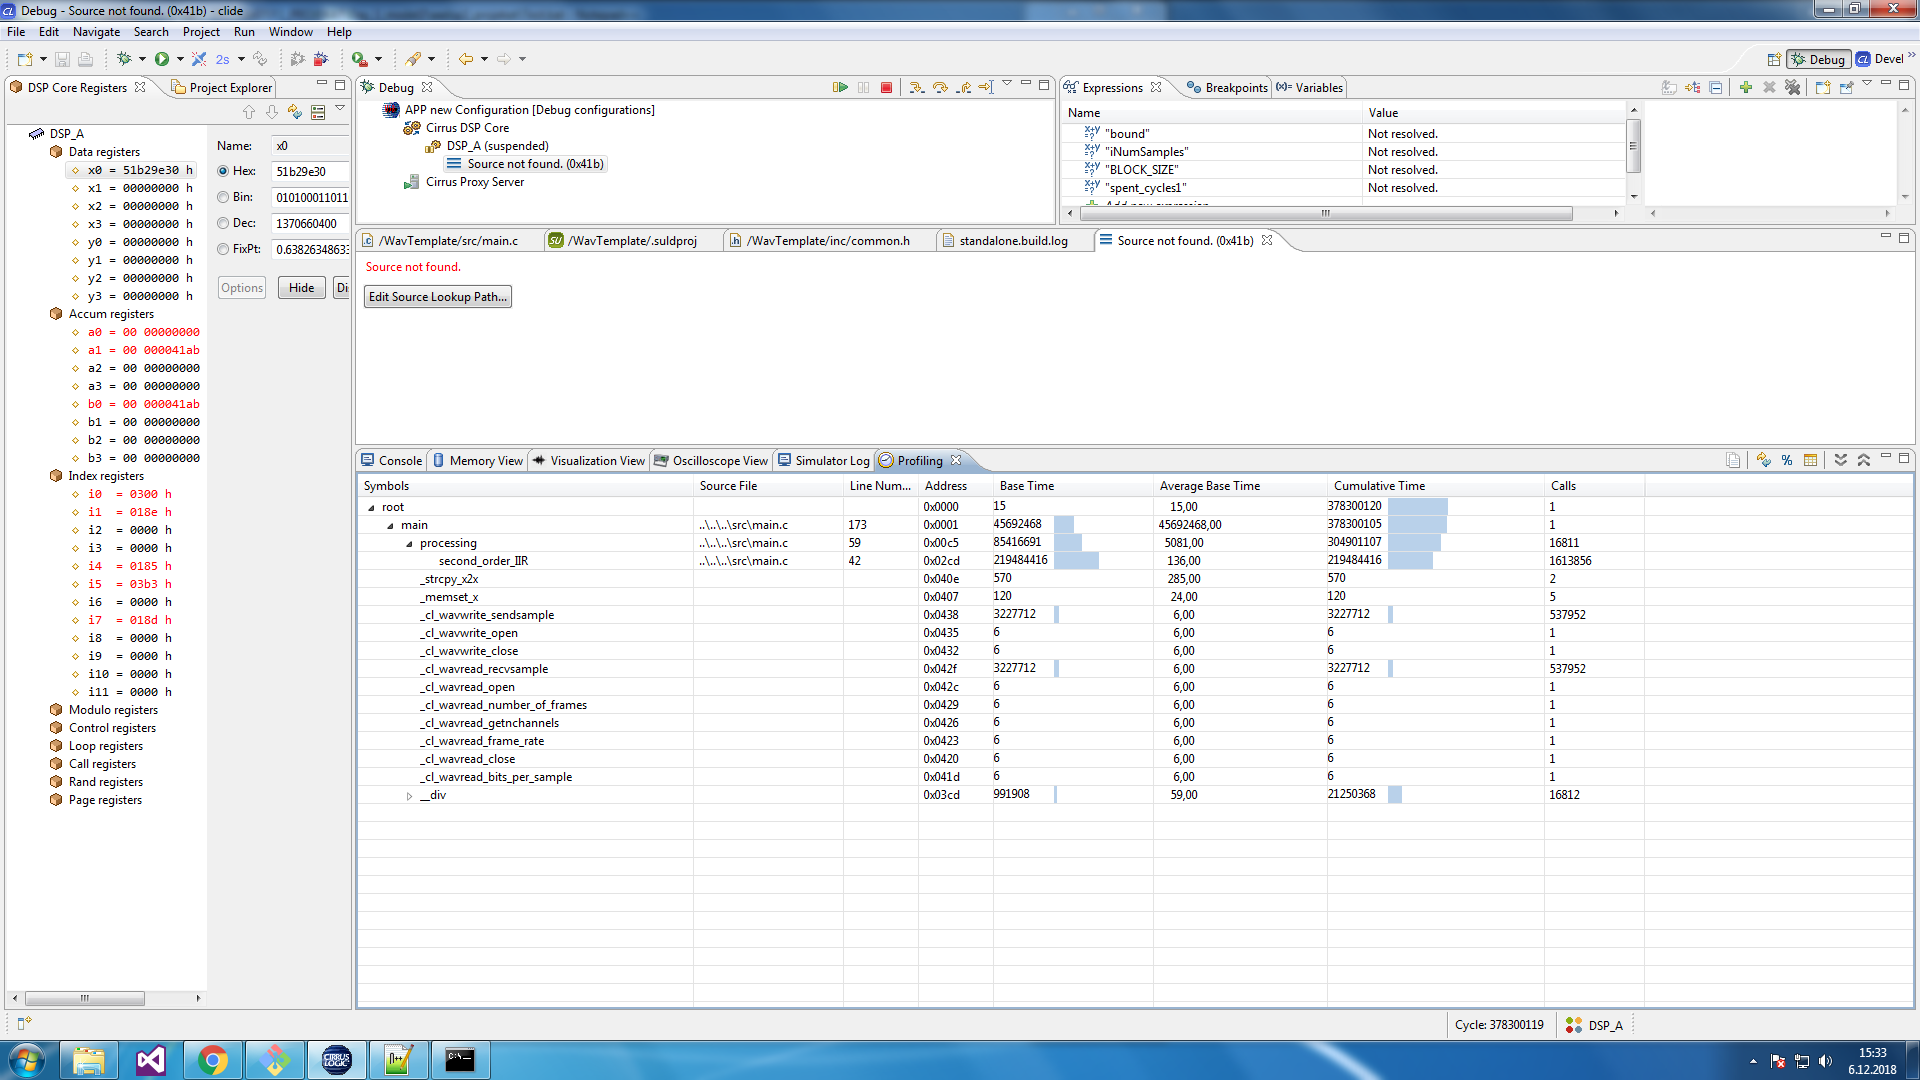 Debug - Source not found. (0x41b) - clide
File Edit Navigate Search Project Run Window Help
Debug Devel
DSP Core Registers Project Explorer
DSP_A
Data registers
x0 = 51b29e30 h
x1 = 00000000 h
x2 = 00000000 h
x3 = 00000000 h
y0 = 00000000 h
y1 = 00000000 h
y2 = 00000000 h
y3 = 00000000 h
Accum registers
a0 = 00 00000000
a1 = 00 000041ab
a2 = 00 00000000
a3 = 00 00000000
b0 = 00 000041ab
b1 = 00 00000000
b2 = 00 00000000
b3 = 00 00000000
Index registers
i0 = 0300 h
i1 = 018e h
i2 = 0000 h
i3 = 0000 h
i4 = 0185 h
i5 = 03b3 h
i6 = 0000 h
i7 = 018d h
i8 = 0000 h
i9 = 0000 h
i10 = 0000 h
i11 = 0000 h
Modulo registers
Control registers
Loop registers
Call registers
Rand registers
Page registers
Name: x0
Hex: 51b29e30
Bin: 010100011011
Dec: 1370660400
FixPt: 0.6382634863
Options Hide Di
Debug
APP new Configuration [Debug configurations]
Cirrus DSP Core
DSP_A (suspended)
Source not found. (0x41b)
Cirrus Proxy Server
Expressions Breakpoints Variables
Name Value
"bound" Not resolved.
"iNumSamples" Not resolved.
"BLOCK_SIZE" Not resolved.
"spent_cycles1" Not resolved.
Add new expression
/WavTemplate/src/main.c /WavTemplate/.suldproj /WavTemplate/inc/common.h standalone.build.log Source not found. (0x41b)
Source not found.
Edit Source Lookup Path...
Console Memory View Visualization View Oscilloscope View Simulator Log Profiling
Symbols Source File Line Num... Address Base Time Average Base Time Cumulative Time Calls
root 0x0000 15 15,00 378300120 1
main ..\..\..\src\main.c 173 0x0001 45692468 45692468,00 378300105 1
processing ..\..\..\src\main.c 59 0x00c5 85416691 5081,00 304901107 16811
second_order_IIR ..\..\..\src\main.c 42 0x02cd 219484416 136,00 219484416 1613856
_strcpy_x2x 0x040e 570 285,00 570 2
_memset_x 0x0407 120 24,00 120 5
_cl_wavwrite_sendsample 0x0438 3227712 6,00 3227712 537952
_cl_wavwrite_open 0x0435 6 6,00 6 1
_cl_wavwrite_close 0x0432 6 6,00 6 1
_cl_wavread_recvsample 0x042f 3227712 6,00 3227712 537952
_cl_wavread_open 0x042c 6 6,00 6 1
_cl_wavread_number_of_frames 0x0429 6 6,00 6 1
_cl_wavread_getnchannels 0x0426 6 6,00 6 1
_cl_wavread_frame_rate 0x0423 6 6,00 6 1
_cl_wavread_close 0x0420 6 6,00 6 1
_cl_wavread_bits_per_sample 0x041d 6 6,00 6 1
__div 0x03cd 991908 59,00 21250368 16812
Cycle: 378300119 DSP_A
CIRRUS LOGIC
15:33
6.12.2018